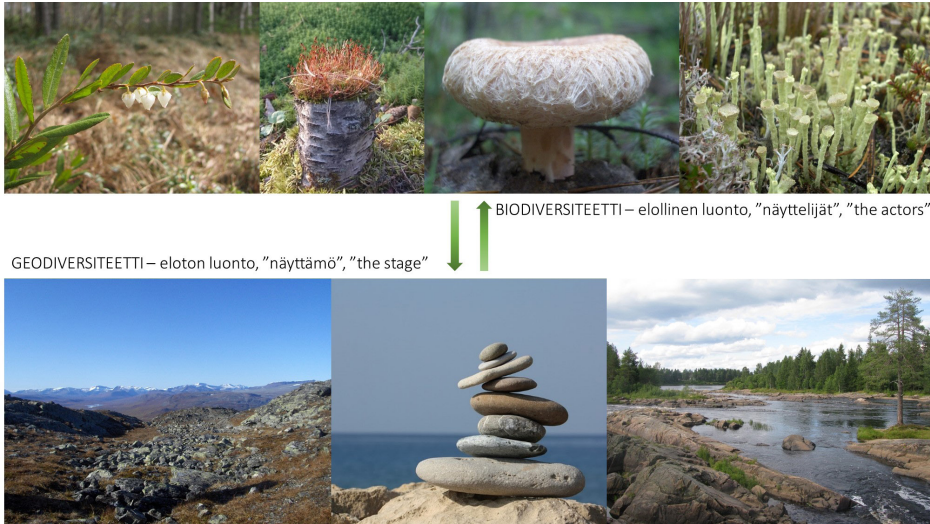 BIODIVERSITEETTI – elollinen luonto, ”näyttelijät”, ”the actors”
GEODIVERSITEETTI – eloton luonto, ”näyttämö”, ”the stage”